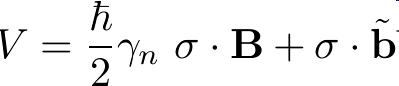 V = \frac{\hbar}{2} \gamma_n \ \sigma \cdot \mathbf{B} + \sigma \cdot \tilde{\mathbf{b}}